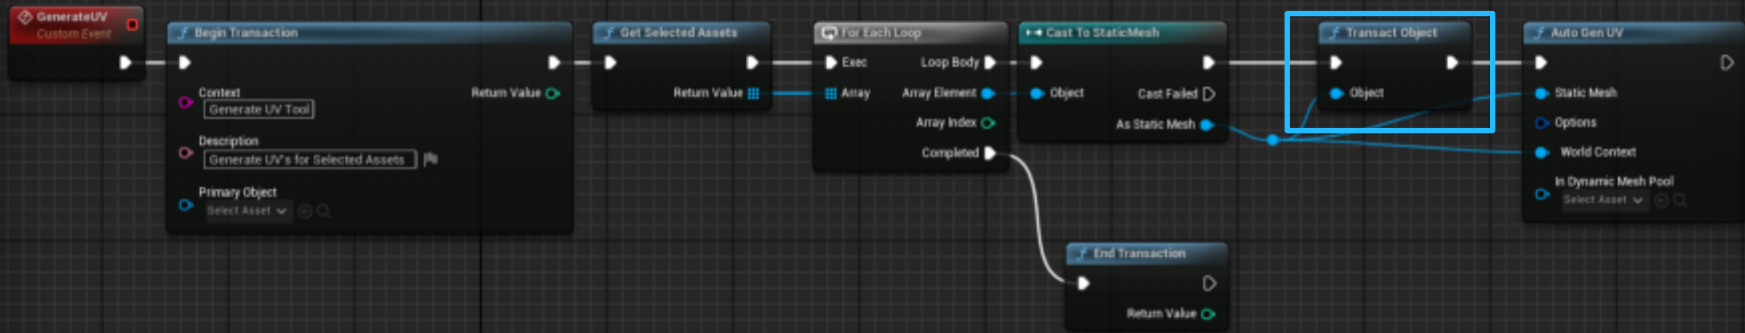 GenerateUV
Custom Event
Begin Transaction
Context
Generate UV Tool
Return Value
Description
Generate UV's for Selected Assets
Primary Object
Select Asset
Get Selected Assets
Return Value
For Each Loop
Exec
Loop Body
Array
Array Element
Array Index
Completed
Cast To StaticMesh
Object
Cast Failed
As Static Mesh
End Transaction
Return Value
Transact Object
Object
Auto Gen UV
Static Mesh
Options
World Context
In Dynamic Mesh Pool
Select Asset